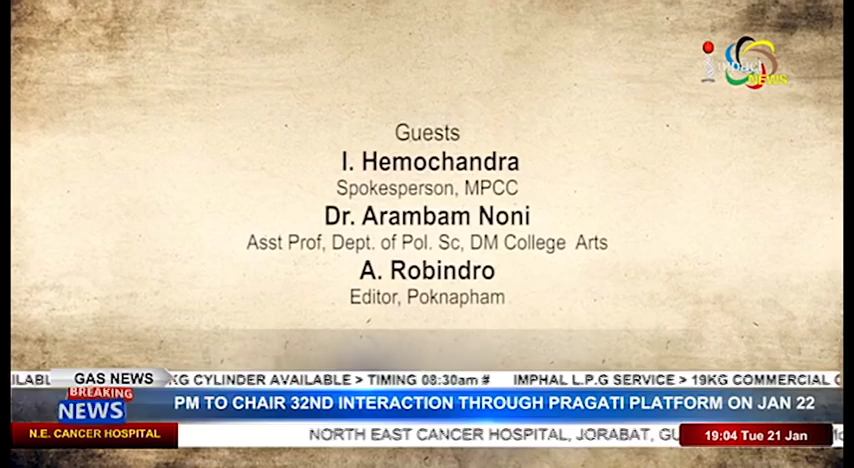 impact
NEWS
Guests
I. Hemochandra
Spokesperson, MPCC
Dr. Arambam Noni
Asst Prof, Dept. of Pol. Sc, DM College Arts
A. Robindro
Editor, Poknapham
GAS NEWS
KG CYLINDER AVAILABLE > TIMING 08:30am # IMPHAL L.P.G SERVICE > 19KG COMMERCIAL
BREAKING
NEWS
PM TO CHAIR 32ND INTERACTION THROUGH PRAGATI PLATFORM ON JAN 22
N.E. CANCER HOSPITAL
NORTH EAST CANCER HOSPITAL, JORABAT,
19:04 Tue 21 Jan